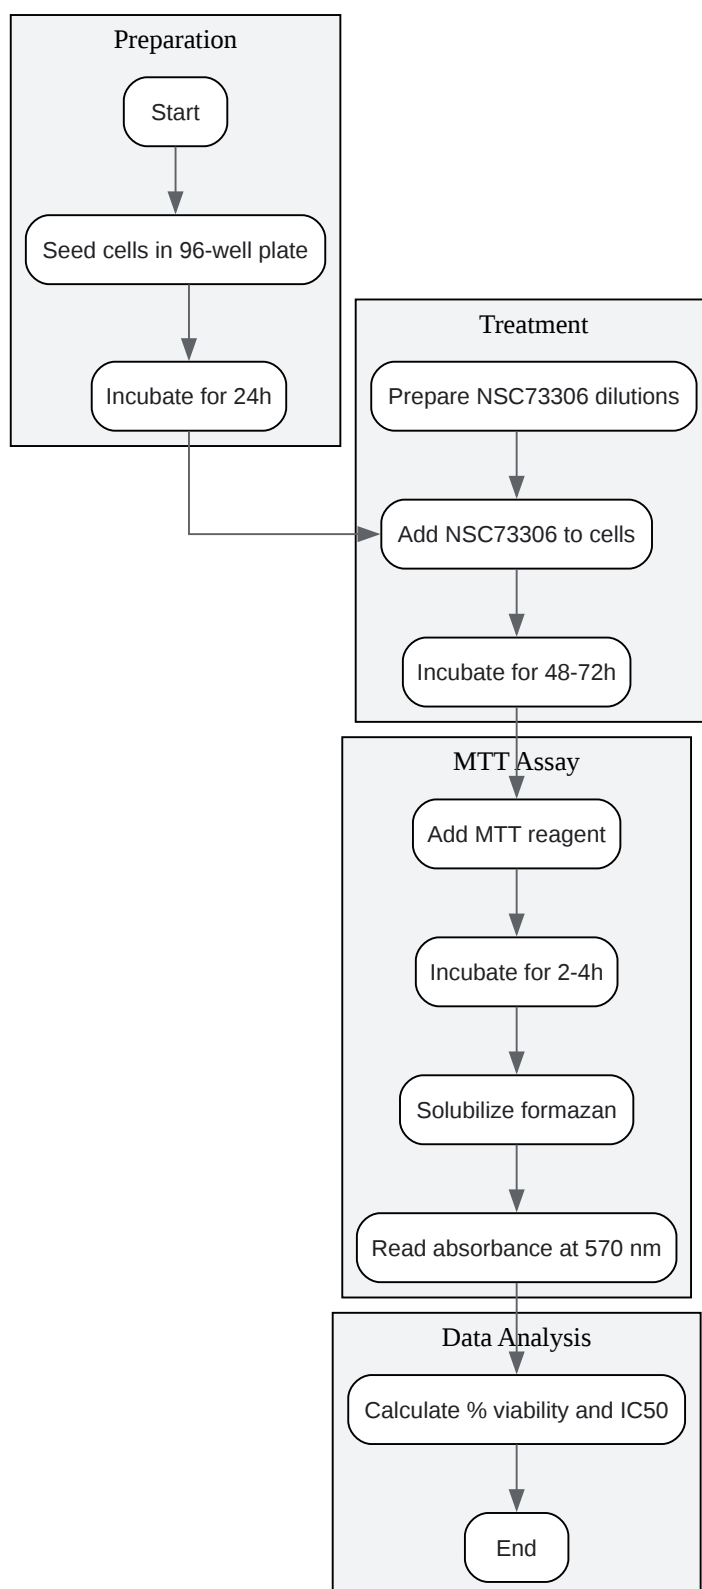 Preparation
Start
Seed cells in 96-well plate
Incubate for 24h
Treatment
Prepare NSC73306 dilutions
Add NSC73306 to cells
Incubate for 48-72h
MTT Assay
Add MTT reagent
Incubate for 2-4h
Solubilize formazan
Read absorbance at 570 nm
Data Analysis
Calculate % viability and IC50
End